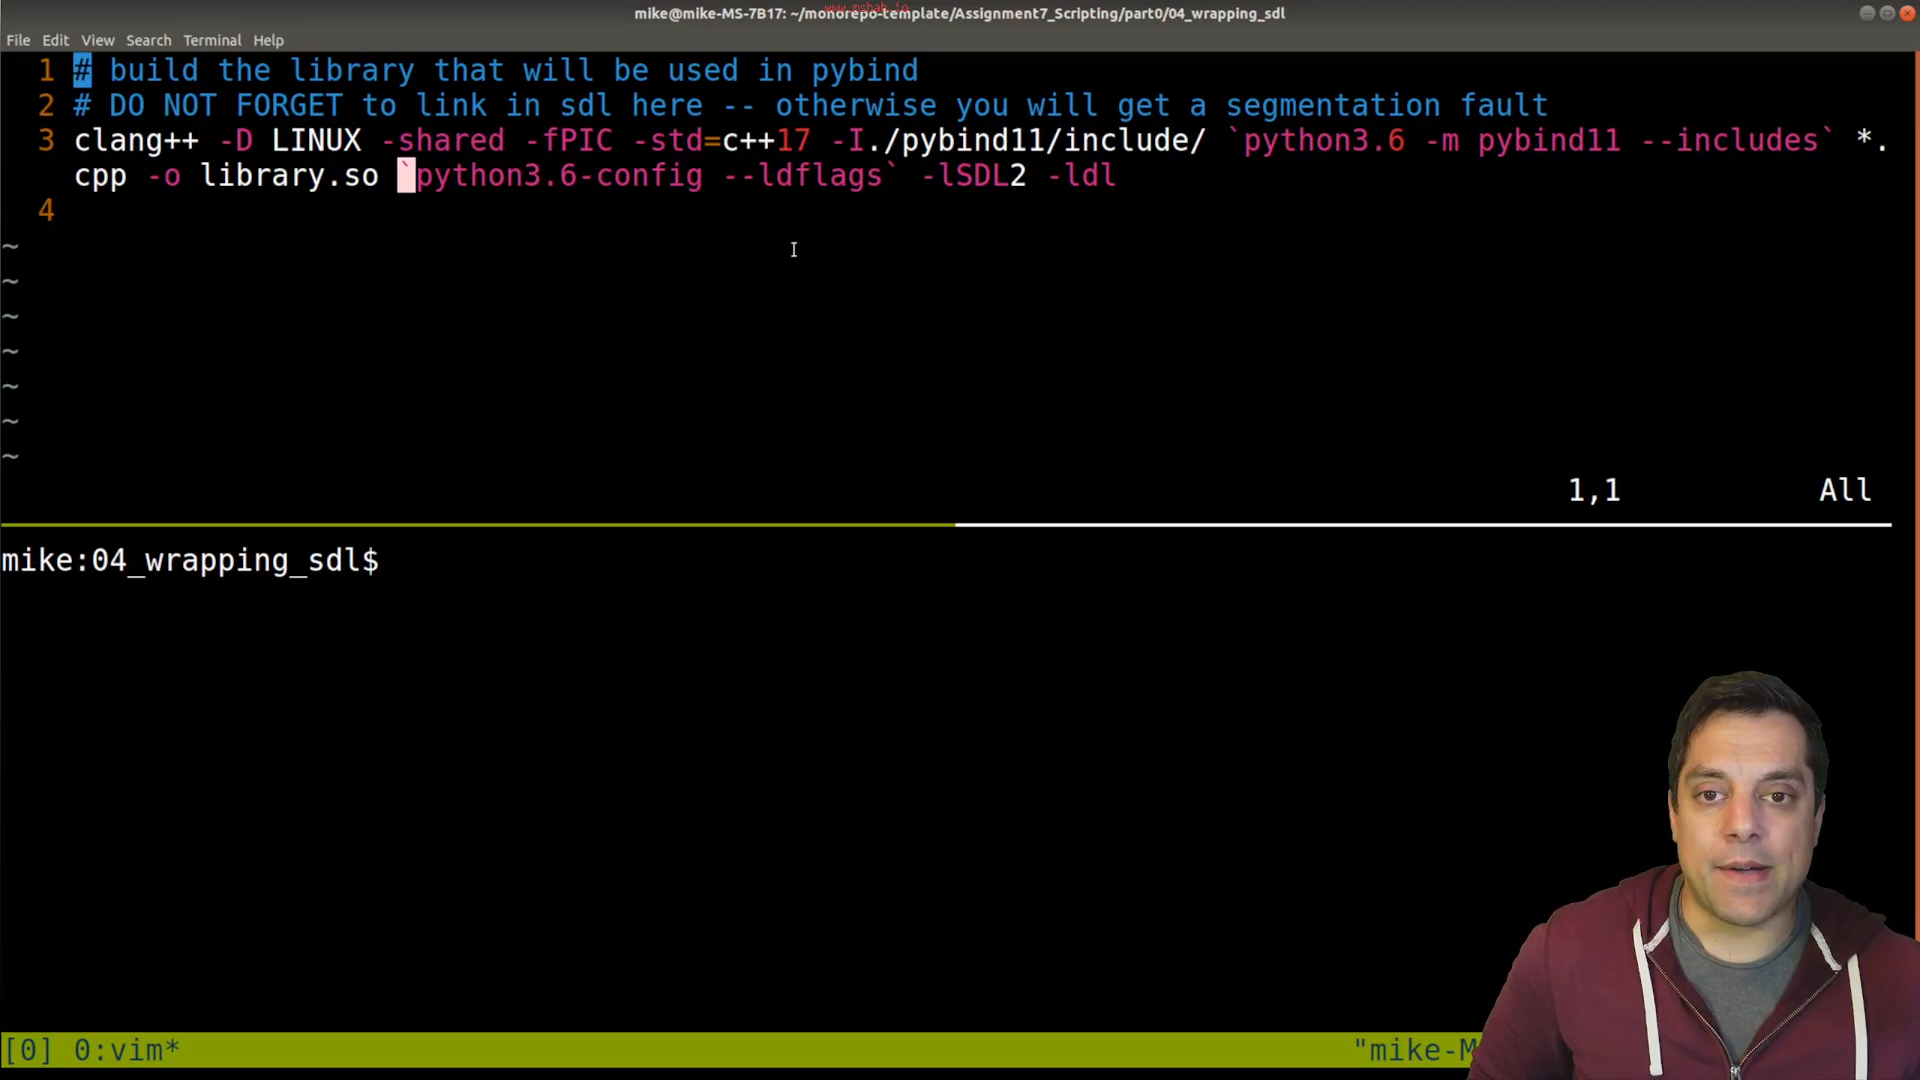 www.mshah.io
mike@mike-MS-7B17: ~/monorepo-template/Assignment7_Scripting/part0/04_wrapping_sdl
File Edit View Search Terminal Help
1 # build the library that will be used in pybind
2 # DO NOT FORGET to link in sdl here -- otherwise you will get a segmentation fault
3 clang++ -D LINUX -shared -fPIC -std=c++17 -I./pybind11/include/ `python3.6 -m pybind11 --includes` *.
cpp -o library.so `python3.6-config --ldflags` -lSDL2 -ldl
4
~
~
~
~
~
~
~
1,1 All
mike:04_wrapping_sdl$
[0] 0:vim* "mike-M